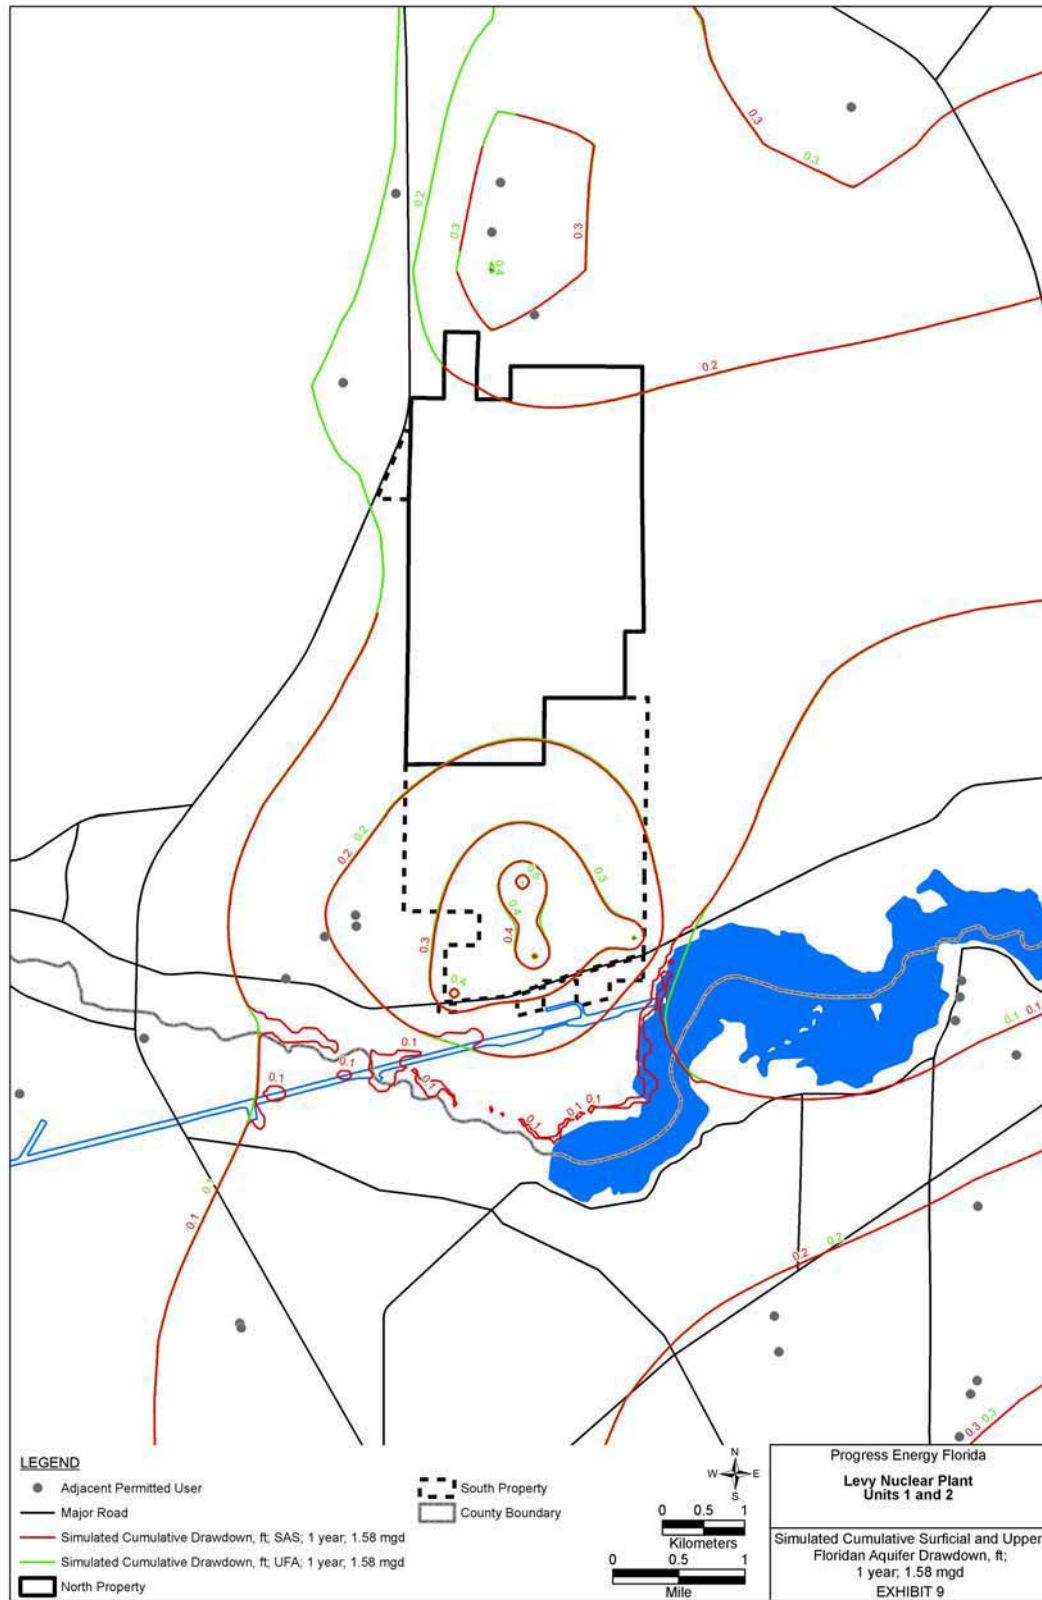 0.3
0.3
0.2
0.3
0.3
0.4
0.2
0.2
0.2
0.3
0.5
0.4
0.3
0.4
0.4
0.1
0.1
0.1
0.1
0.1
0.1
0.1
0.1
0.1
0.1
0.1
0.2
0.2
0.3
0.3
LEGEND
Adjacent Permitted User
Major Road
Simulated Cumulative Drawdown, ft; SAS; 1 year; 1.58 mgd
Simulated Cumulative Drawdown, ft; UFA; 1 year; 1.58 mgd
North Property
South Property
County Boundary
N
W E
S
0 0.5 1
Kilometers
0 0.5 1
Mile
Progress Energy Florida
Levy Nuclear Plant
Units 1 and 2
Simulated Cumulative Surficial and Upper
Floridan Aquifer Drawdown, ft;
1 year; 1.58 mgd
EXHIBIT 9